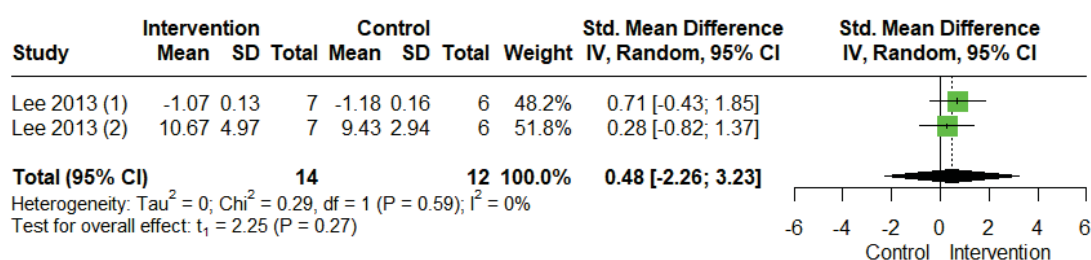 Intervention Control Std. Mean Difference Std. Mean Difference
Study Mean SD Total Mean SD Total Weight IV, Random, 95% CI IV, Random, 95% CI
Lee 2013 (1) -1.07 0.13 7 -1.18 0.16 6 48.2% 0.71 [-0.43; 1.85]
Lee 2013 (2) 10.67 4.97 7 9.43 2.94 6 51.8% 0.28 [-0.82; 1.37]
Total (95% CI) 14 12 100.0% 0.48 [-2.26; 3.23]
Heterogeneity: Tau² = 0; Chi² = 0.29, df = 1 (P = 0.59); I² = 0%
Test for overall effect: t₁ = 2.25 (P = 0.27)
-6 -4 -2 0 2 4 6
Control Intervention